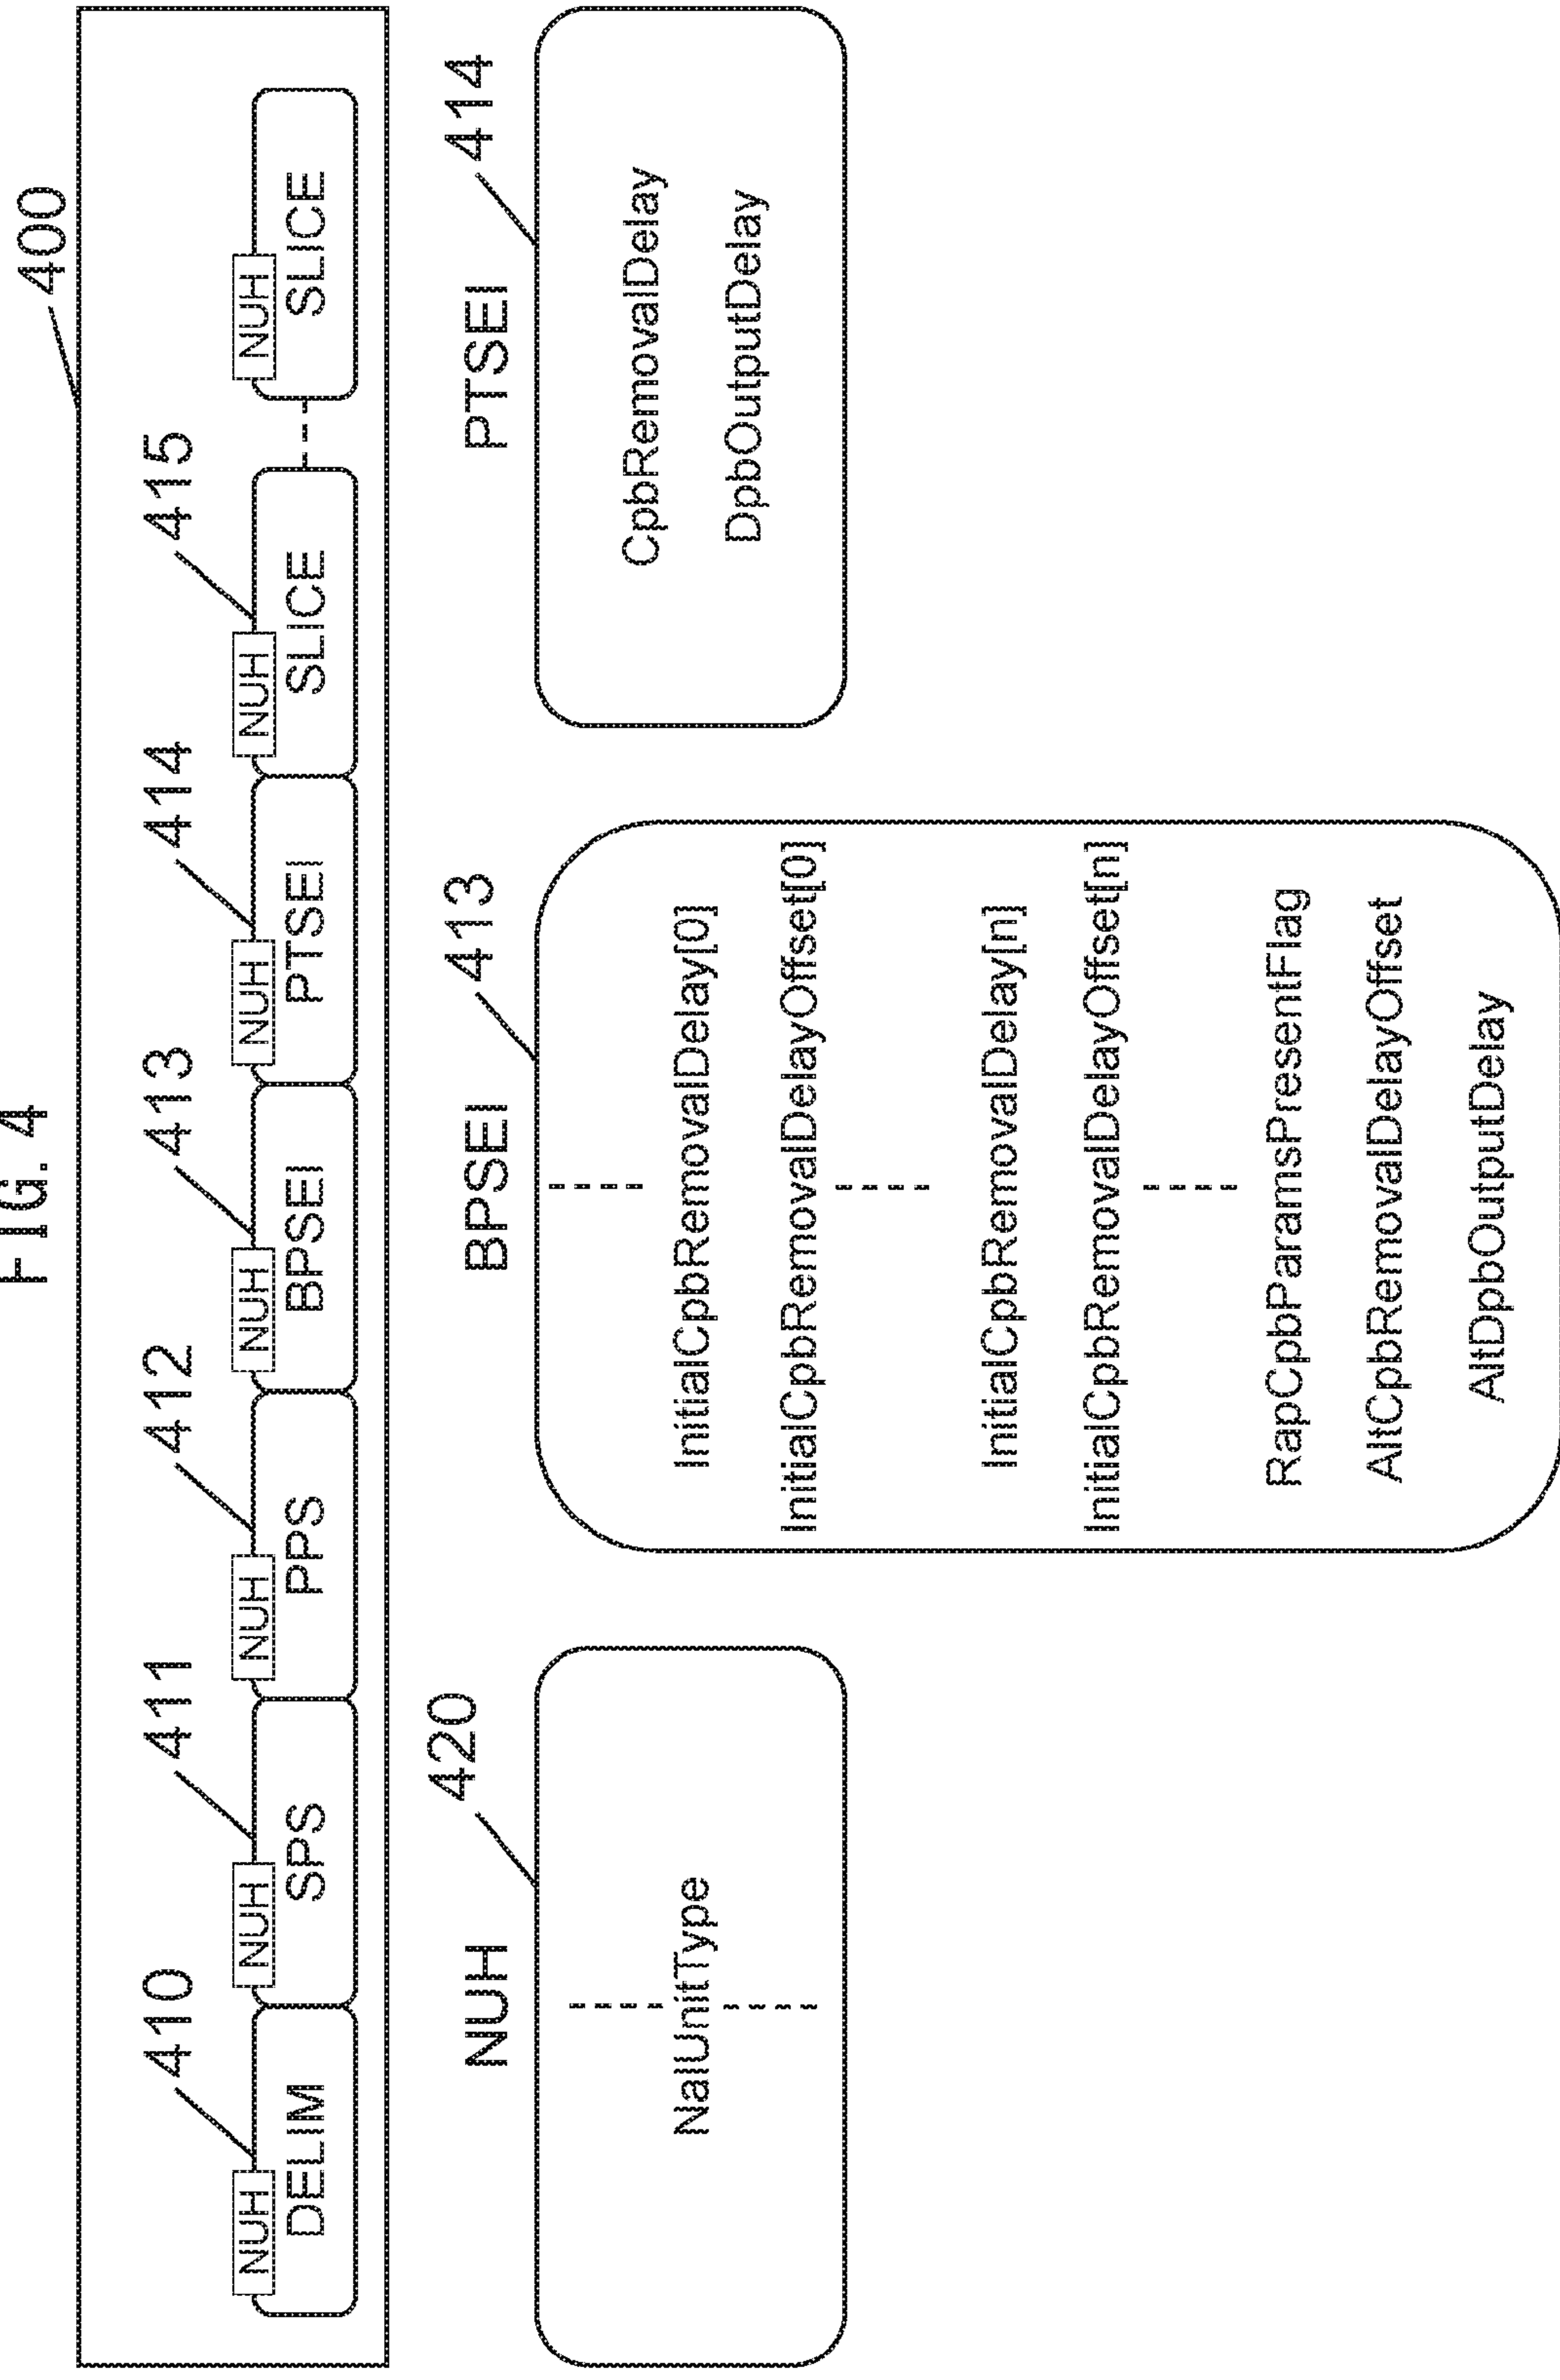 FIG. 4
400
410
411
412
413
414
415
NUH
NUH
NUH
NUH
NUH
NUH
NUH
DELIM
SPS
PPS
BPSEI
PTSEI
SLICE
SLICE
NUH
420
NalUnitType
BPSEI
413
InitialCpbRemovalDelay[0]
InitialCpbRemovalDelayOffset[0]
InitialCpbRemovalDelay[n]
InitialCpbRemovalDelayOffset[n]
RapCpbParamsPresentFlag
AltCpbRemovalDelayOffset
AltDpbOutputDelay
PTSEI
414
CpbRemovalDelay
DpbOutputDelay